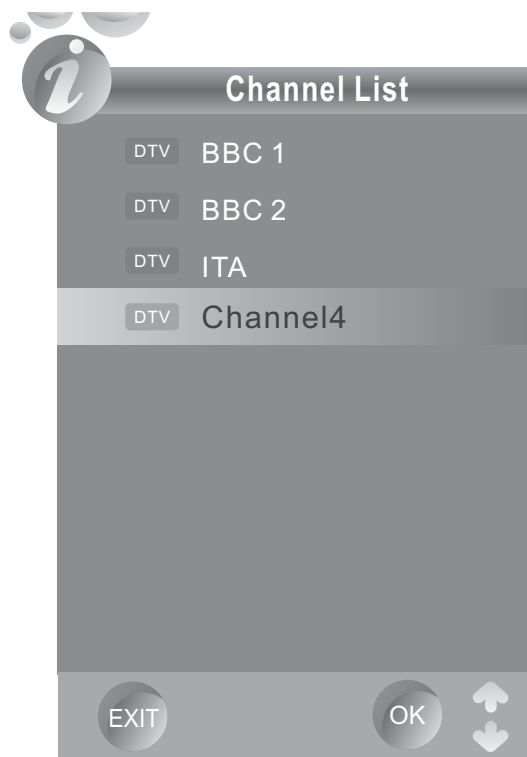 i
Channel List
DTV BBC 1
DTV BBC 2
DTV ITA
DTV Channel4
EXIT OK